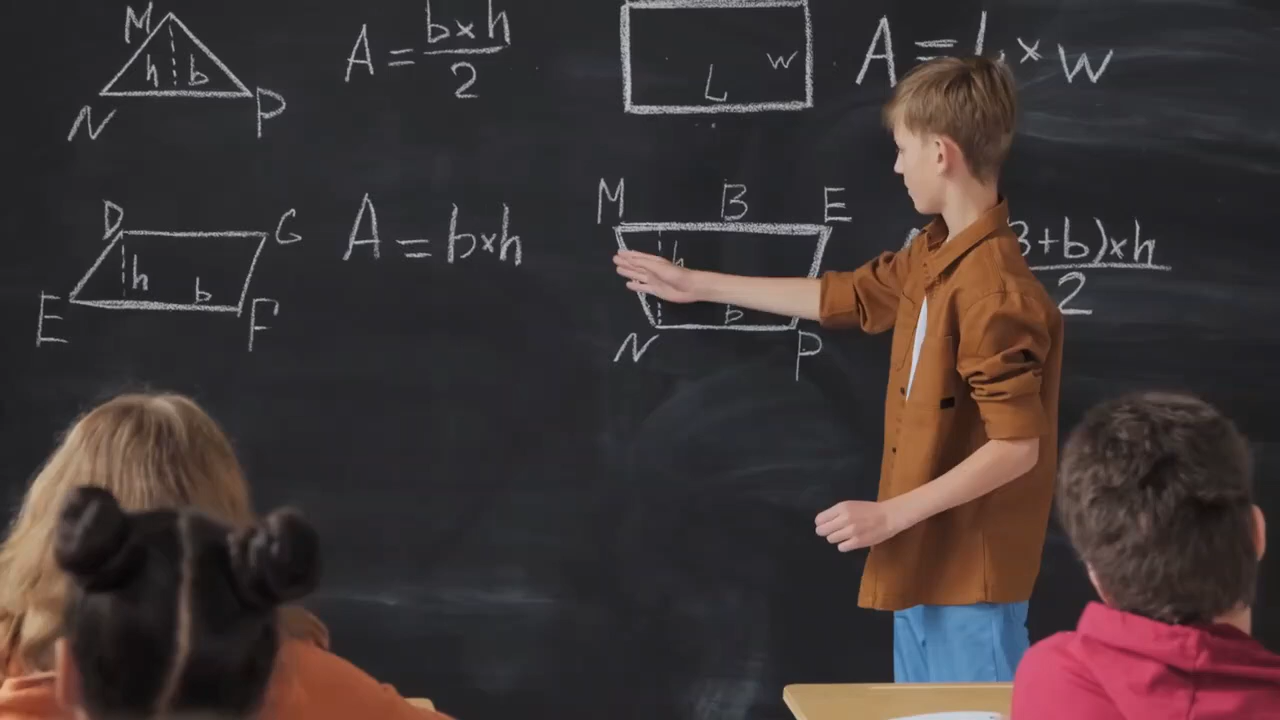 M
h b
N P
A = b×h
2
L w
A = L × w
D G
h b
E F
A = b×h
M B E
h
b
N P
+b)×h
2